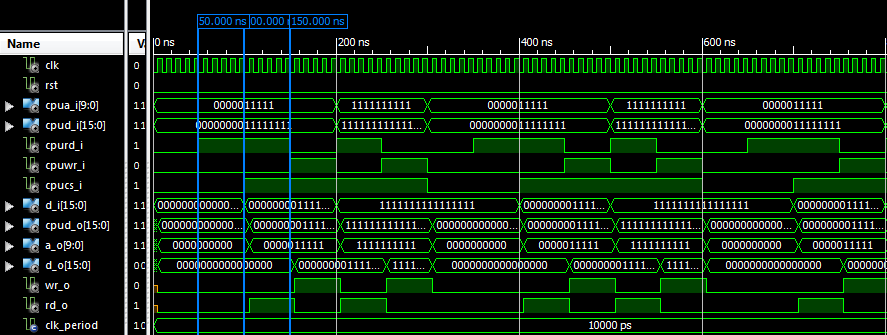 50.000 ns 00.000 150.000 ns
Name V 0 ns 200 ns 400 ns 600 ns
clk 0
rst 0
cpua_i[9:0] 11 0000011111 1111111111 0000011111 1111111111 0000011111
cpud_i[15:0] 11 0000000011111111 111111111111... 0000000011111111 111111111111... 0000000011111111
cpurd_i 1
cpuwr_i 0
cpucs_i 1
d_i[15:0] 11 000000000000... 000000001111... 1111111111111111 000000001111... 1111111111111111 000000001111...
cpud_o[15:0] 11 000000000000... 000000001111... 111111111111... 000000000000... 000000001111... 111111111111... 000000000000... 000000001111...
a_o[9:0] 11 0000000000 0000011111 1111111111 0000000000 0000011111 1111111111 0000000000 0000011111
d_o[15:0] 00 0000000000000000 000000001111... 1111... 0000000000000000 000000001111... 1111... 0000000000000000
wr_o 0
rd_o 1
clk_period 10 10000 ps